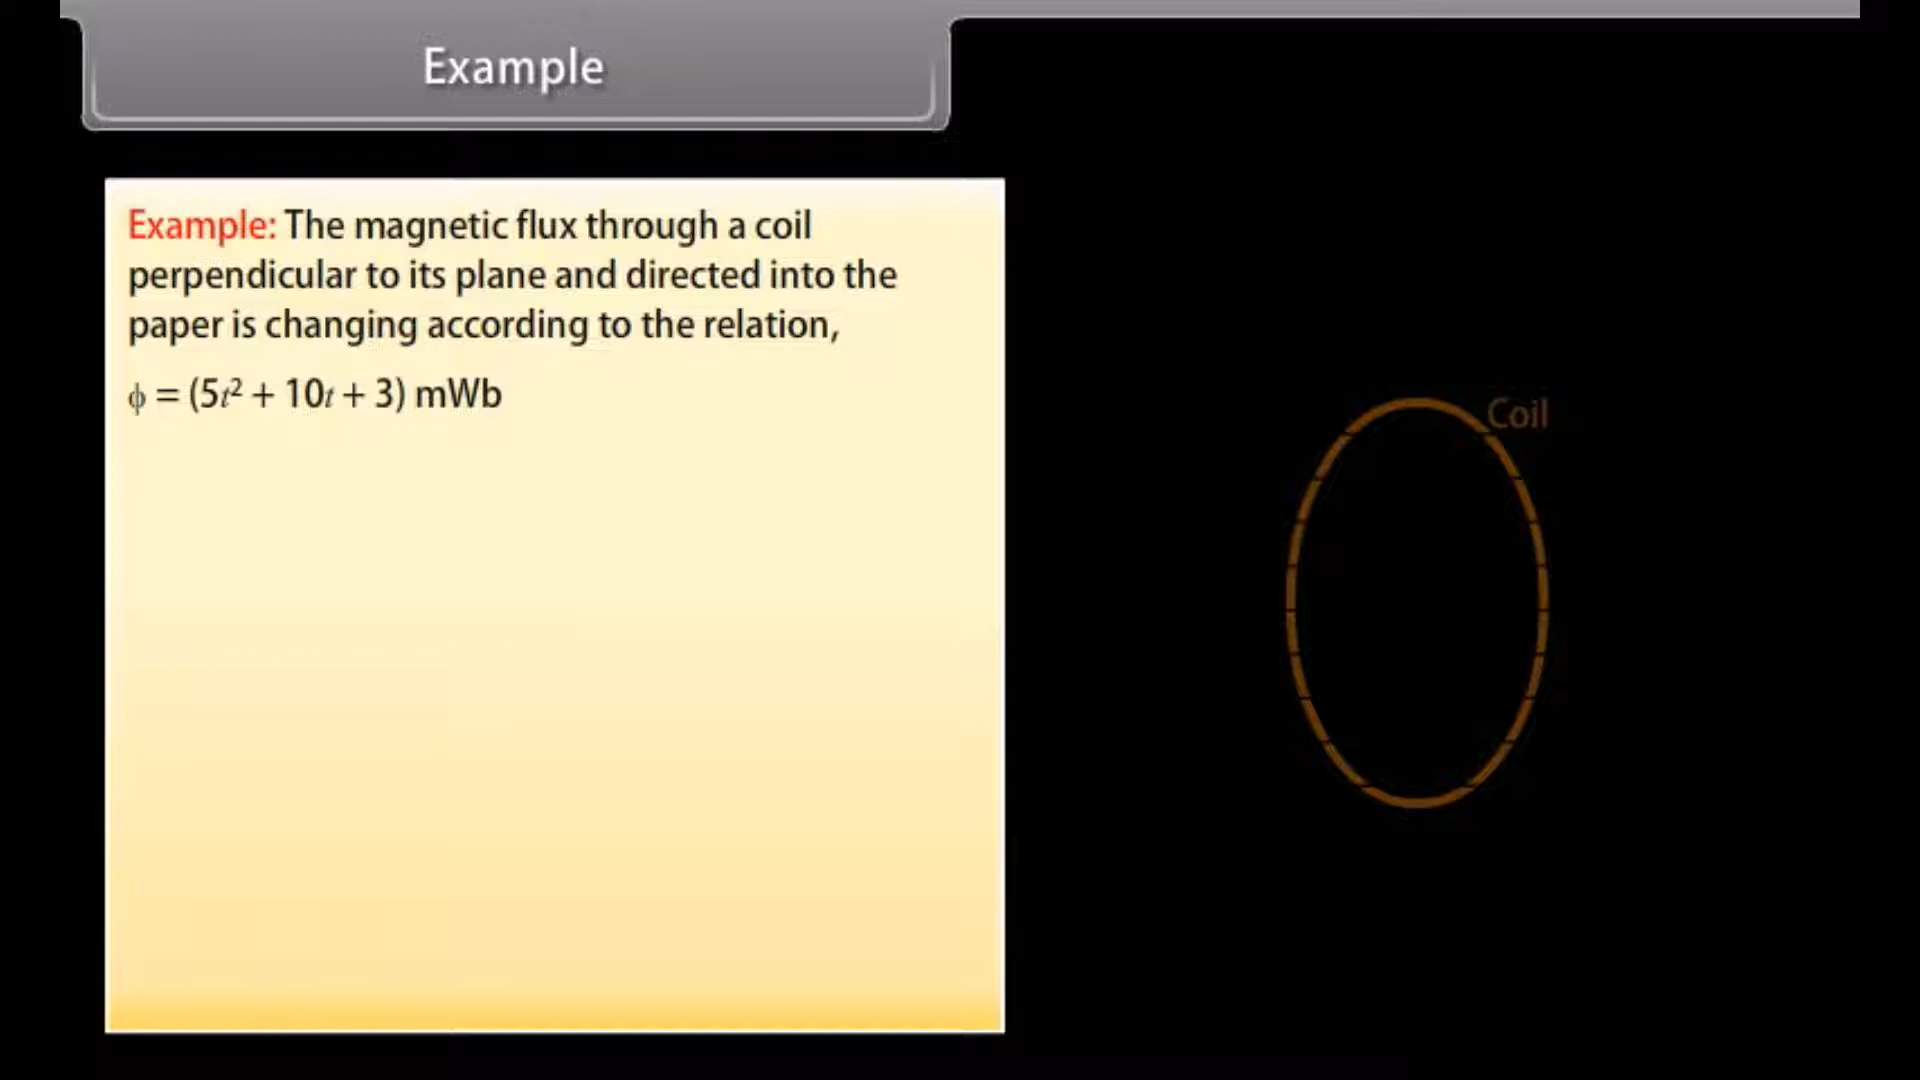 Example
Example: The magnetic flux through a coil
perpendicular to its plane and directed into the
paper is changing according to the relation,
ϕ = (5t² + 10t + 3) mWb
Coil